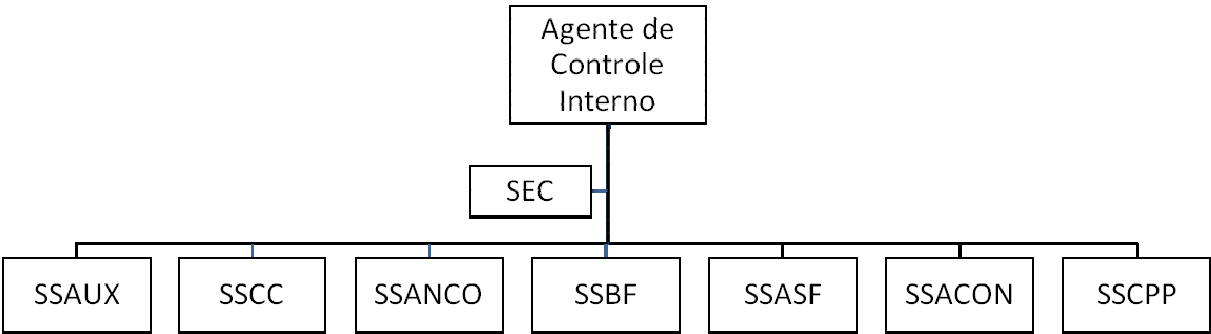 Agente de
Controle
Interno
SEC
SSAUX
SSCC
SSANCO
SSBF
SSASF
SSACON
SSCPP